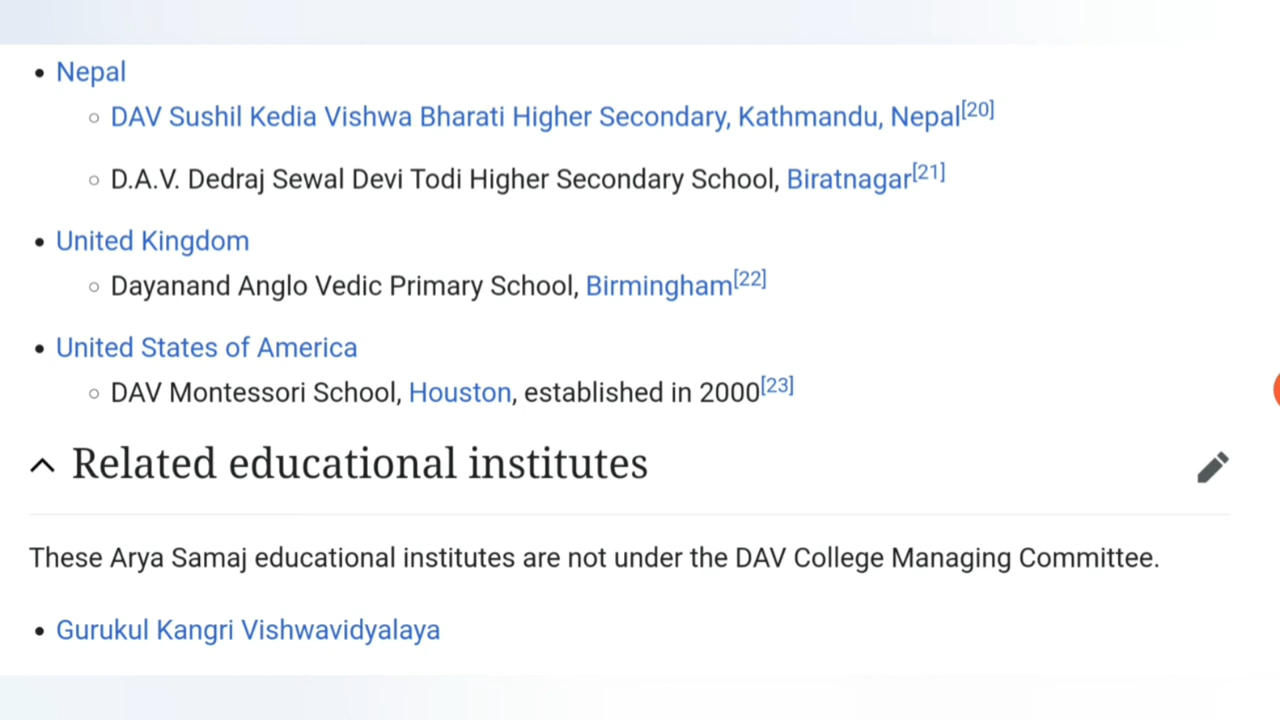 Nepal
DAV Sushil Kedia Vishwa Bharati Higher Secondary, Kathmandu, Nepal[20]
D.A.V. Dedraj Sewal Devi Todi Higher Secondary School, Biratnagar[21]
United Kingdom
Dayanand Anglo Vedic Primary School, Birmingham[22]
United States of America
DAV Montessori School, Houston, established in 2000[23]
Related educational institutes
These Arya Samaj educational institutes are not under the DAV College Managing Committee.
Gurukul Kangri Vishwavidyalaya